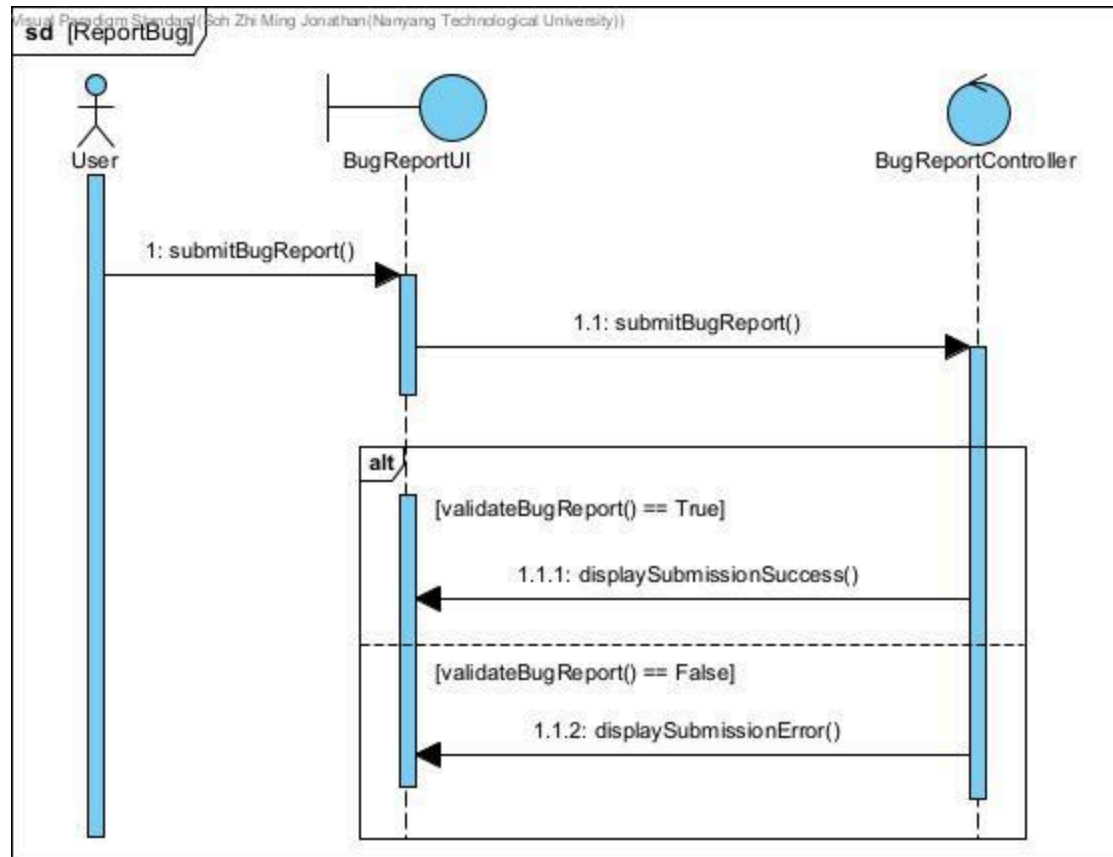 Visual Paradigm Standard(Soh Zhi Ming Jonathan(Nanyang Technological University))
sd [ReportBug]
User
BugReportUI
BugReportController
1: submitBugReport()
1.1: submitBugReport()
alt
[validateBugReport() == True]
1.1.1: displaySubmissionSuccess()
[validateBugReport() == False]
1.1.2: displaySubmissionError()